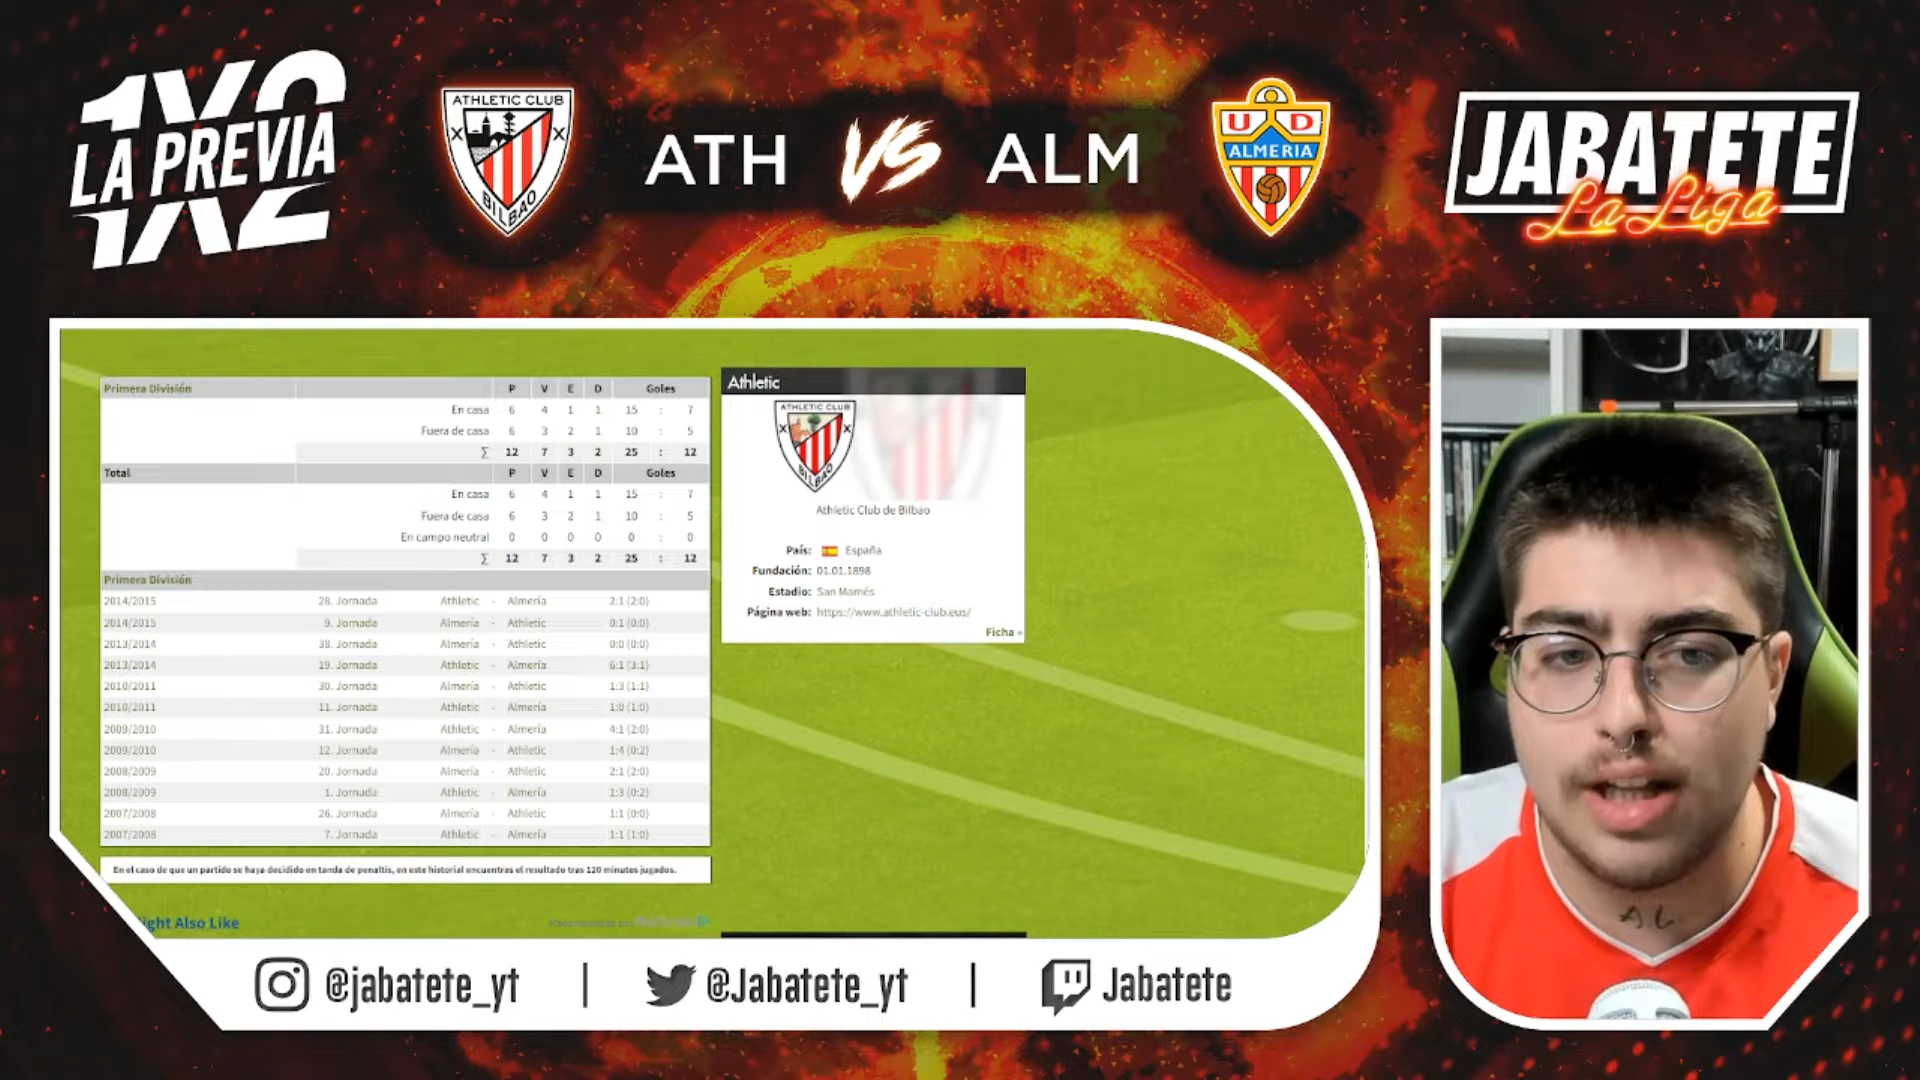 1X2
LA PREVIA
ATHLETIC CLUB
BILBAO
ATH VS ALM
UD
ALMERIA
JABATETE
La Liga
Primera División P V E D Goles
En casa 6 4 1 1 15 : 7
Fuera de casa 6 3 2 1 10 : 5
∑ 12 7 3 2 25 : 12
Total P V E D Goles
En casa 6 4 1 1 15 : 7
Fuera de casa 6 3 2 1 10 : 5
En campo neutral 0 0 0 0 0 : 0
∑ 12 7 3 2 25 : 12
Primera División
2014/2015 28. Jornada Athletic - Almería 2:1 (2:0)
2014/2015 9. Jornada Almería - Athletic 0:1 (0:0)
2013/2014 38. Jornada Almería - Athletic 0:0 (0:0)
2013/2014 19. Jornada Athletic - Almería 6:1 (3:1)
2010/2011 30. Jornada Almería - Athletic 1:3 (1:1)
2010/2011 11. Jornada Athletic - Almería 1:0 (1:0)
2009/2010 31. Jornada Athletic - Almería 4:1 (2:0)
2009/2010 12. Jornada Almería - Athletic 1:4 (0:2)
2008/2009 20. Jornada Almería - Athletic 2:1 (2:0)
2008/2009 1. Jornada Athletic - Almería 1:3 (0:2)
2007/2008 26. Jornada Almería - Athletic 1:1 (0:0)
2007/2008 7. Jornada Athletic - Almería 1:1 (1:0)
En el caso de que un partido se haya decidido en tanda de penaltis, en este historial encuentras el resultado tras 120 minutos jugados.
ight Also Like
Athletic
ATHLETIC CLUB
BILBAO
Athletic Club de Bilbao
País: España
Fundación: 01.01.1898
Estadio: San Mamés
Página web: https://www.athletic-club.eus/
Ficha »
@jabatete_yt | @Jabatete_yt | Jabatete